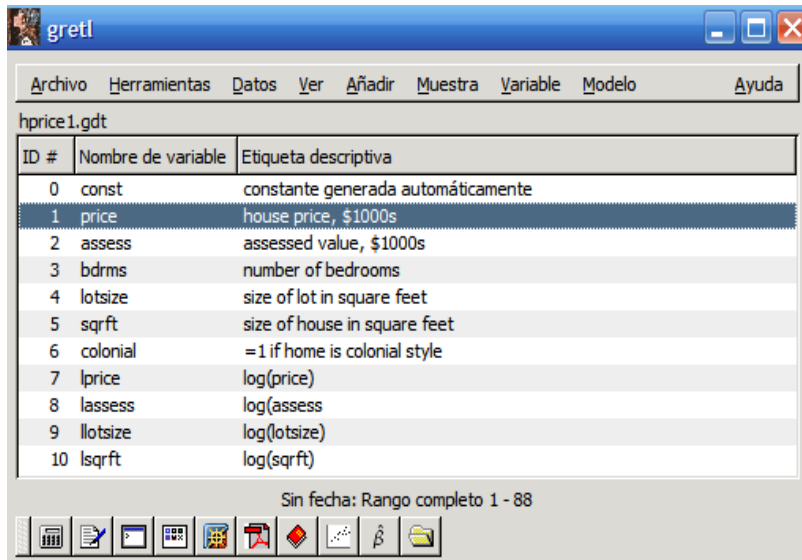 gretl
Archivo Herramientas Datos Ver Añadir Muestra Variable Modelo Ayuda
hprice1.gdt
ID # Nombre de variable Etiqueta descriptiva
0 const constante generada automáticamente
1 price house price, $1000s
2 assess assessed value, $1000s
3 bdrms number of bedrooms
4 lotsize size of lot in square feet
5 sqrft size of house in square feet
6 colonial =1 if home is colonial style
7 lprice log(price)
8 lassess log(assess
9 llotsize log(lotsize)
10 lsqrft log(sqrft)
Sin fecha: Rango completo 1 - 88
β̂